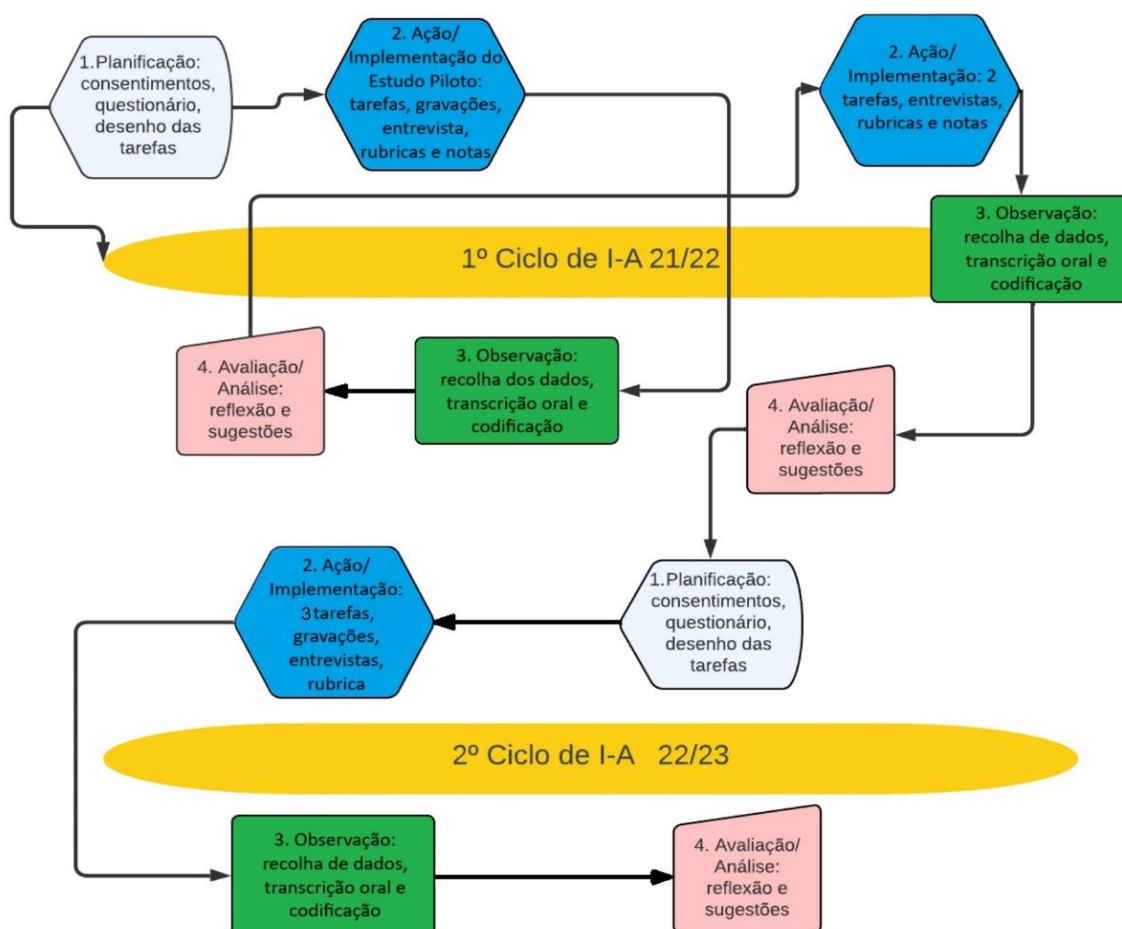 1.Planificação:
consentimentos,
questionário,
desenho das
tarefas
2. Ação/
Implementação do
Estudo Piloto:
tarefas, gravações,
entrevista,
rubricas e notas
2. Ação/
Implementação: 2
tarefas, entrevistas,
rubricas e notas
1º Ciclo de I-A 21/22
3. Observação:
recolha de dados,
transcrição oral e
codificação
4. Avaliação/
Análise:
reflexão e
sugestões
3. Observação:
recolha dos dados,
transcrição oral e
codificação
4. Avaliação/
Análise:
reflexão e
sugestões
2. Ação/
Implementação:
3 tarefas,
gravações,
entrevistas,
rubrica
1.Planificação:
consentimentos,
questionário,
desenho das
tarefas
2º Ciclo de I-A 22/23
3. Observação:
recolha de dados,
transcrição oral e
codificação
4. Avaliação/
Análise:
reflexão e
sugestões